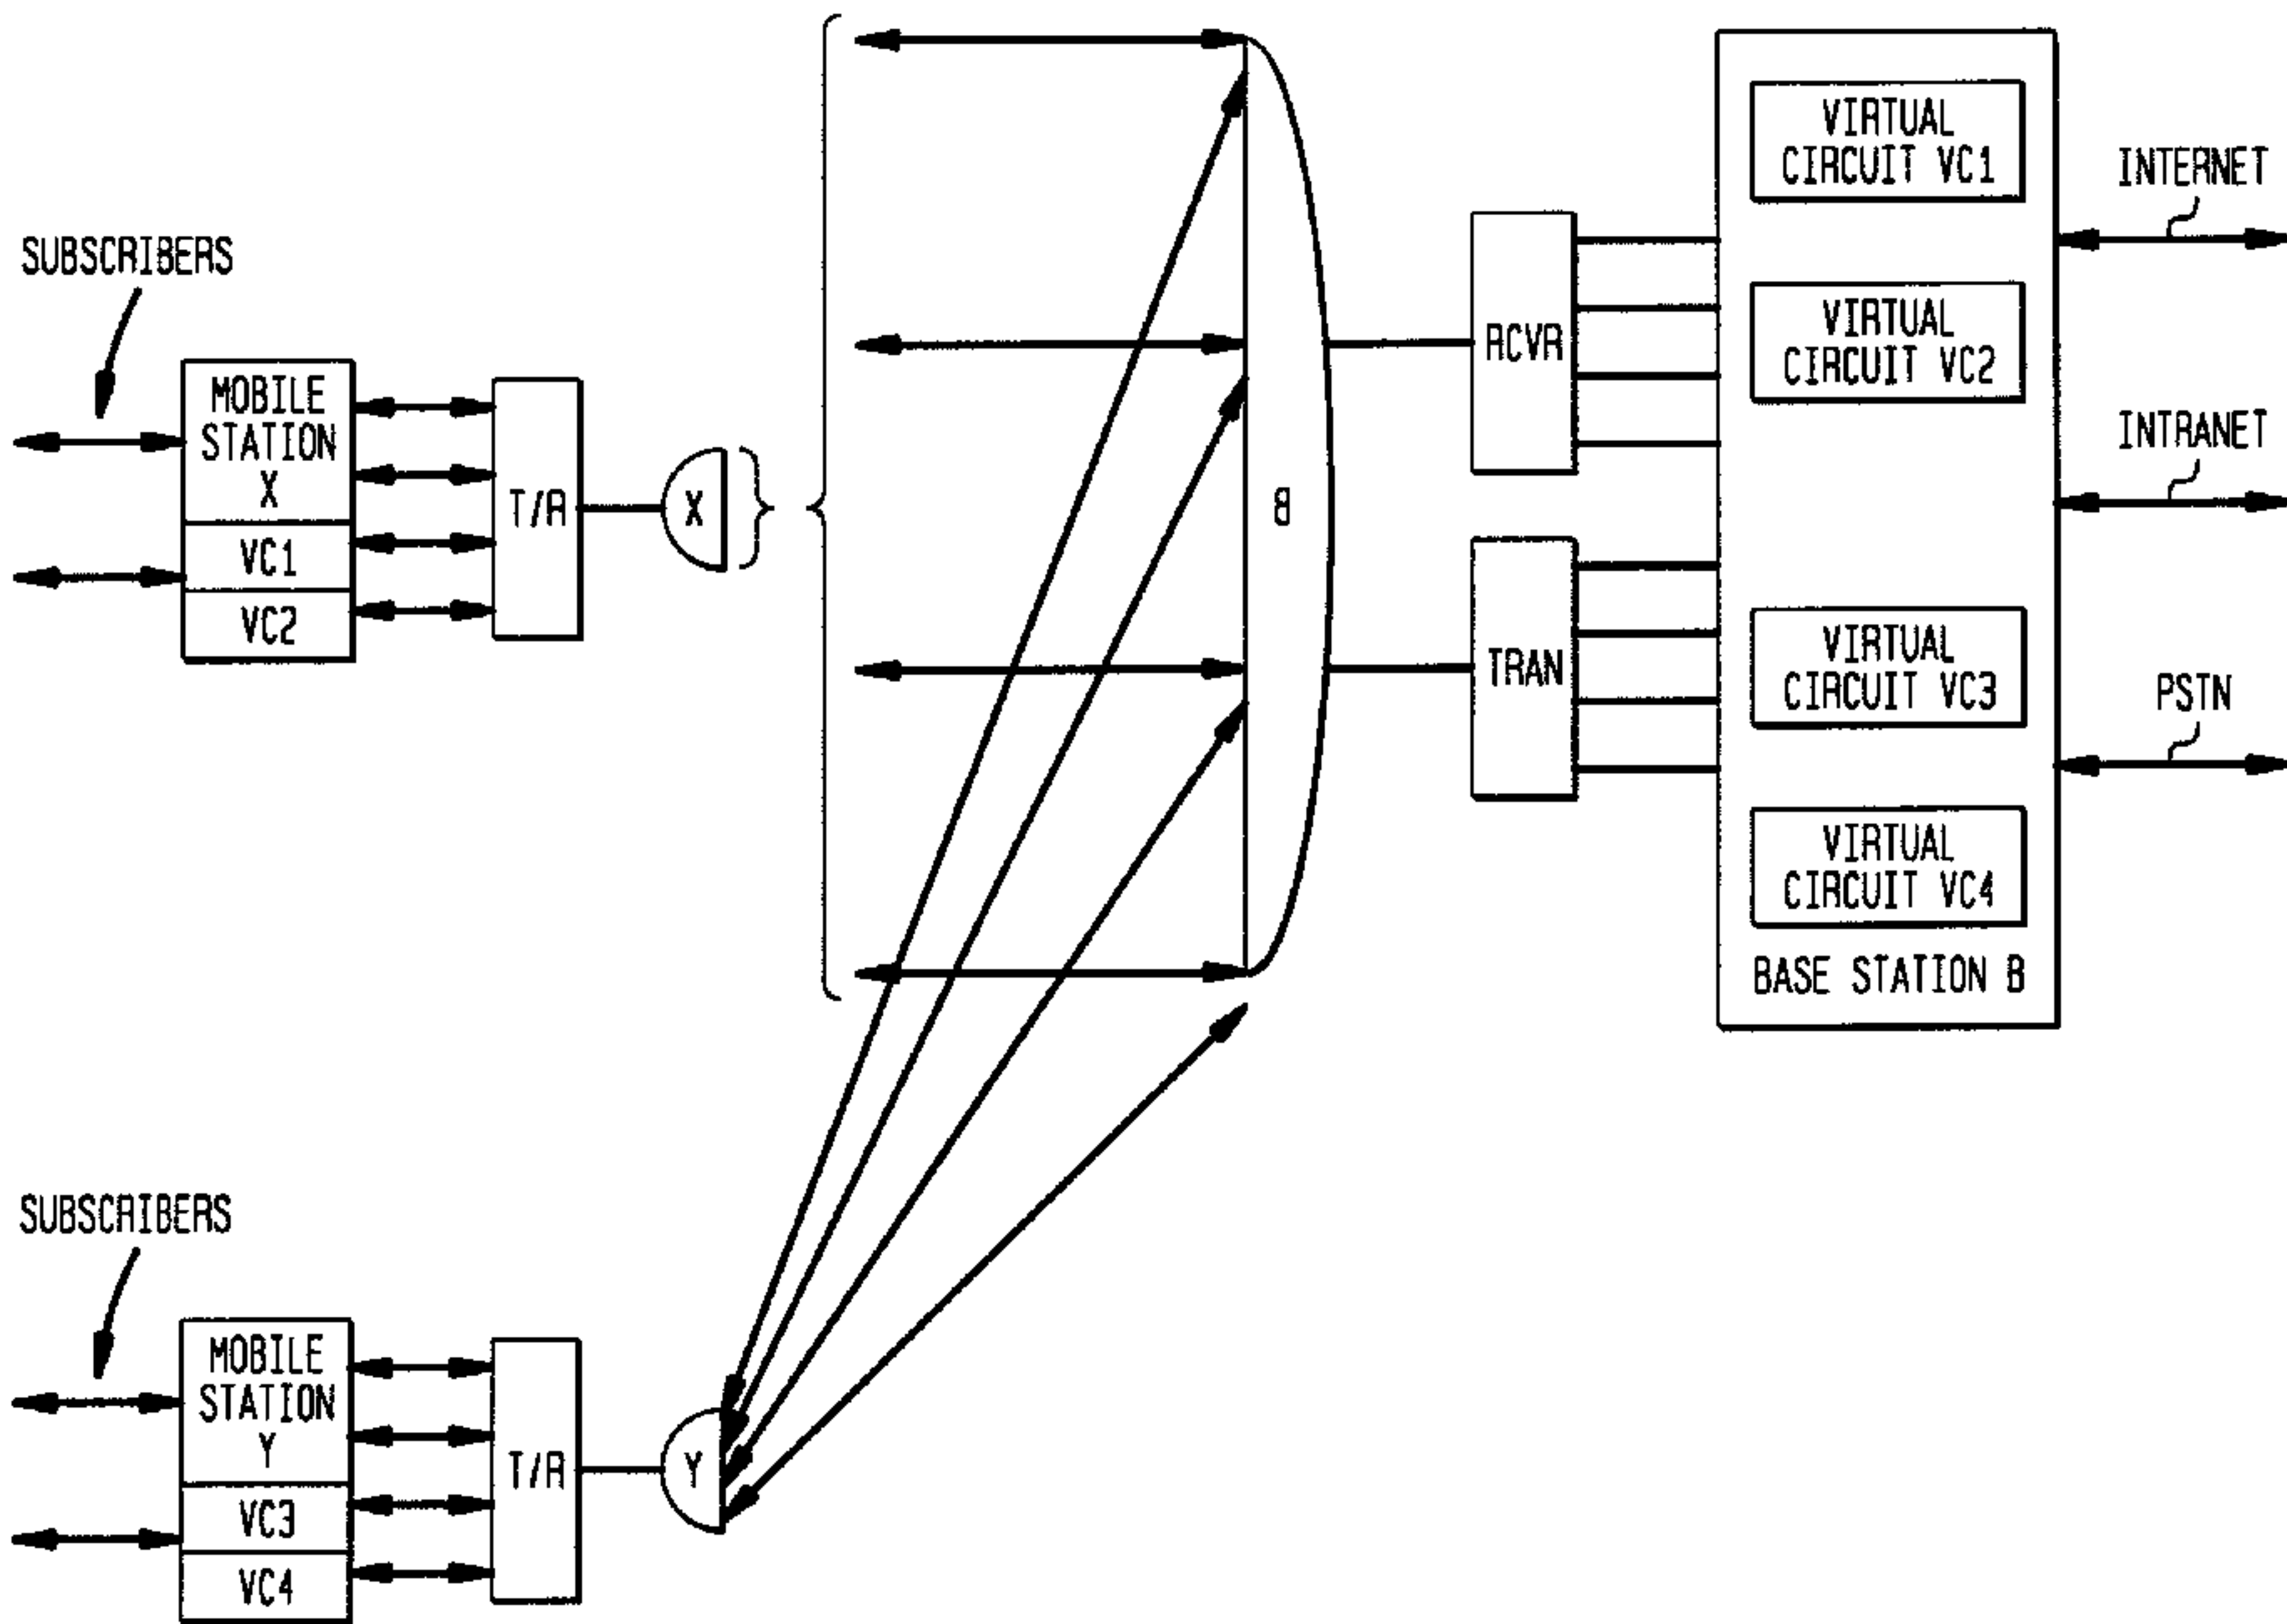 SUBSCRIBERS
MOBILE
STATION
X
VC1
VC2
T/R
X
B
RCVR
TRAN
VIRTUAL
CIRCUIT VC1
VIRTUAL
CIRCUIT VC2
VIRTUAL
CIRCUIT VC3
VIRTUAL
CIRCUIT VC4
BASE STATION B
INTERNET
INTRANET
PSTN
SUBSCRIBERS
MOBILE
STATION
Y
VC3
VC4
T/R
Y